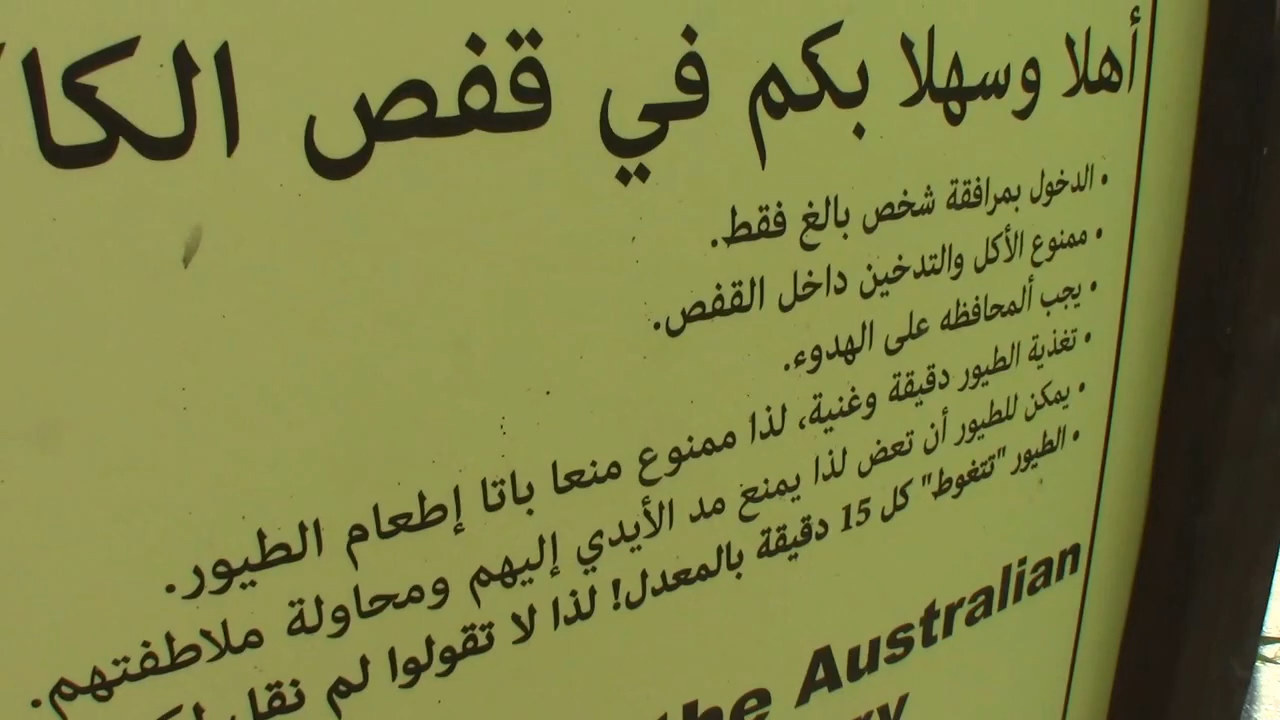 أهلا وسهلا بكم في قفص
• الدخول بمرافقة شخص بالغ فقط.
• ممنوع الأكل والتدخين داخل القفص.
• يجب ألمحافظه على الهدوء.
• تغذية الطيور دقيقة وغنية، لذا ممنوع منعا باتا إطعام الطيور.
• يمكن للطيور أن تعض لذا يمنع مد الأيدي إليهم ومحاولة ملاطفتهم.
• الطيور "تتغوط" كل 15 دقيقة بالمعدل! لذا لا تقولوا لم نقل
the Australian